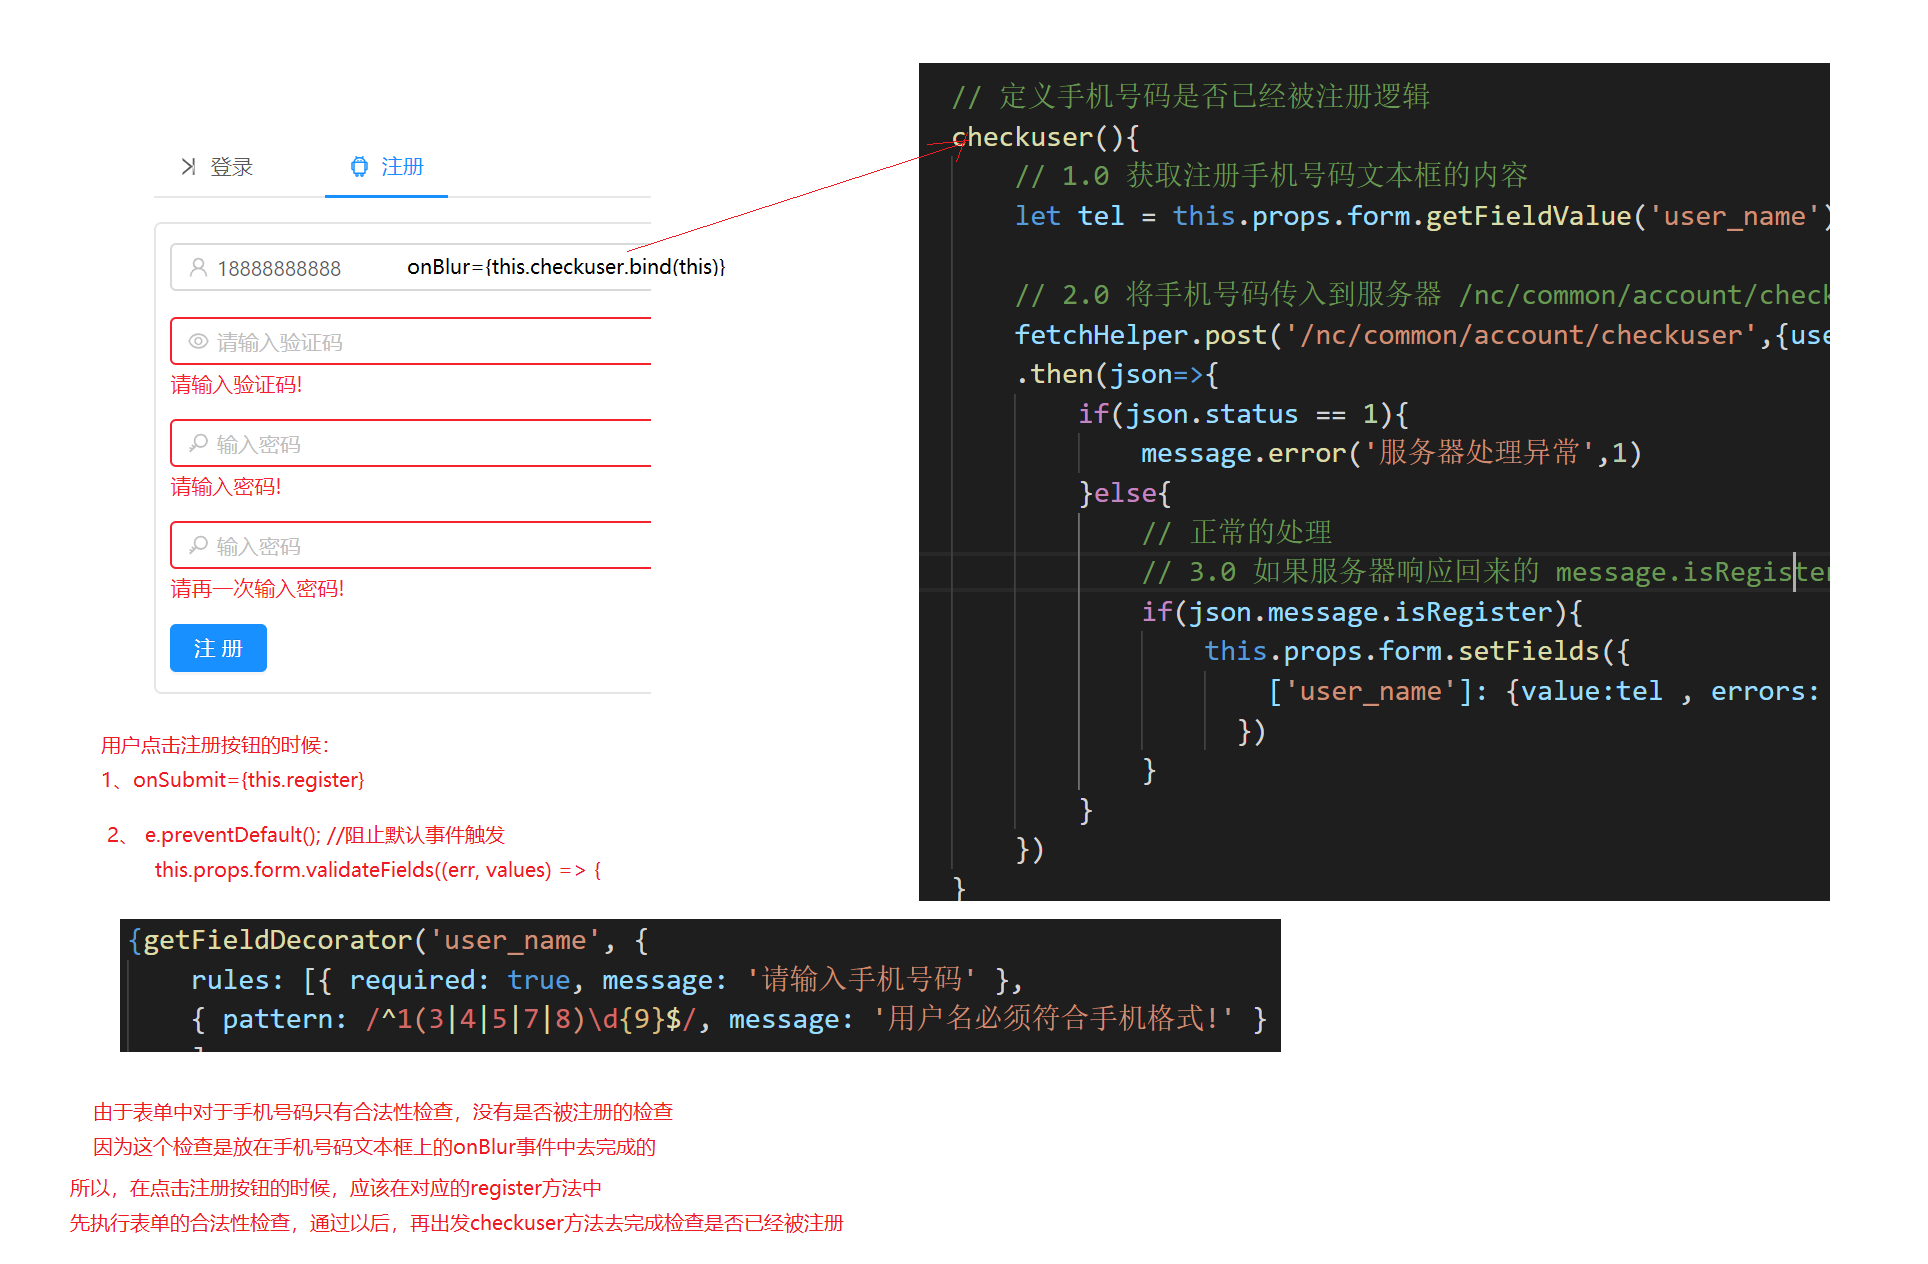 登录
注册
18888888888
onBlur={this.checkuser.bind(this)}
请输入验证码
请输入验证码!
输入密码
请输入密码!
输入密码
请再一次输入密码!
注 册
用户点击注册按钮的时候：
1、onSubmit={this.register}
2、 e.preventDefault(); //阻止默认事件触发
this.props.form.validateFields((err, values) => {
// 定义手机号码是否已经被注册逻辑
checkuser(){
// 1.0 获取注册手机号码文本框的内容
let tel = this.props.form.getFieldValue('user_name')
// 2.0 将手机号码传入到服务器 /nc/common/account/check
fetchHelper.post('/nc/common/account/checkuser',{use
.then(json=>{
if(json.status == 1){
message.error('服务器处理异常',1)
}else{
// 正常的处理
// 3.0 如果服务器响应回来的 message.isRegister
if(json.message.isRegister){
this.props.form.setFields({
['user_name']: {value:tel , errors:
})
}
}
})
}
{getFieldDecorator('user_name', {
rules: [{ required: true, message: '请输入手机号码' },
{ pattern: /^1(3|4|5|7|8)\d{9}$/, message: '用户名必须符合手机格式!' }
由于表单中对于手机号码只有合法性检查，没有是否被注册的检查
因为这个检查是放在手机号码文本框上的onBlur事件中去完成的
所以，在点击注册按钮的时候，应该在对应的register方法中
先执行表单的合法性检查，通过以后，再出发checkuser方法去完成检查是否已经被注册